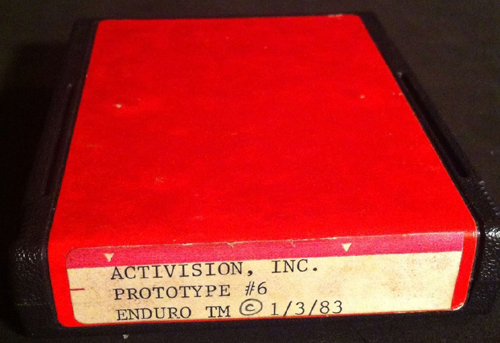 ACTIVISION, INC.
PROTOTYPE #6
ENDURO TM © 1/3/83